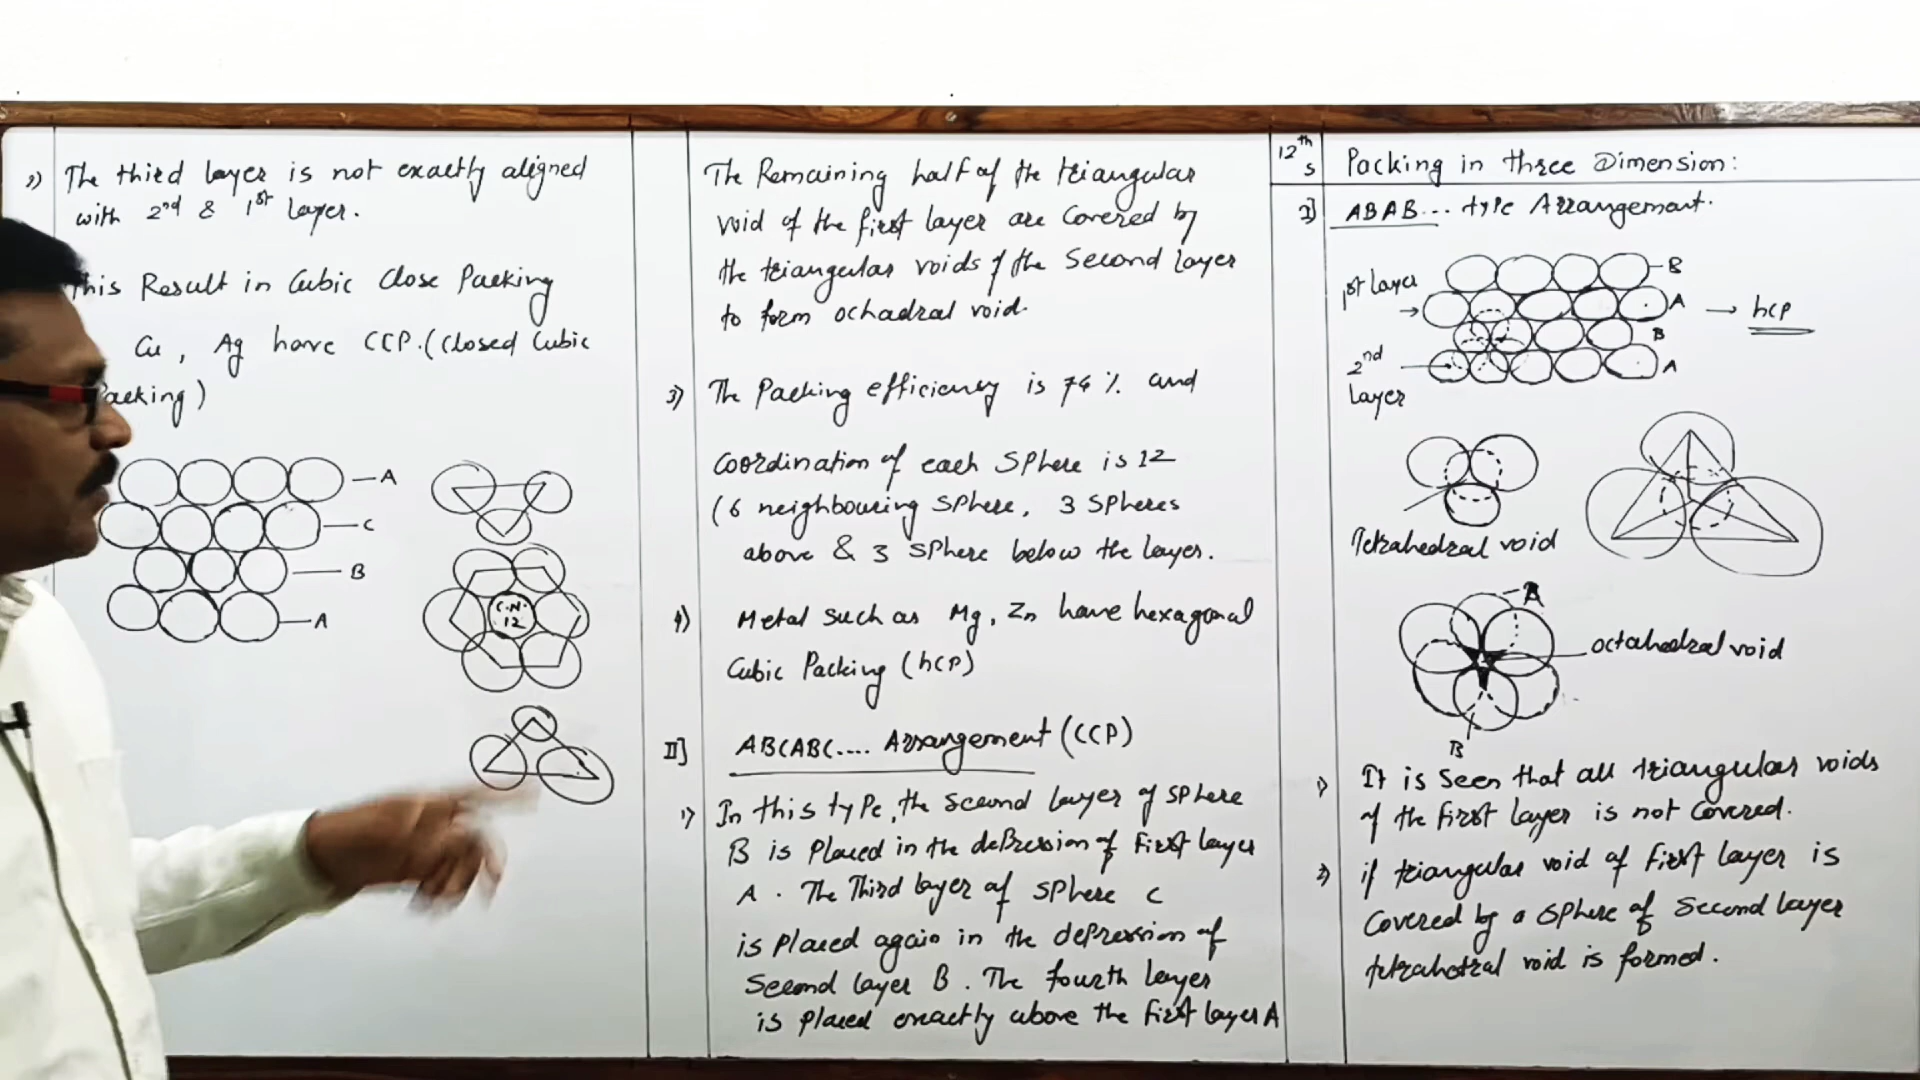 12th
s
Packing in three Dimension:
I] ABAB... type Arrangement.
1st layer
B
A
hcp
2nd
layer
B
A
Tetrahedral void
B
octahedral void
B
1) It is seen that all triangular voids
of the first layer is not covered.
2) if triangular void of first layer is
covered by a sphere of second layer
tetrahetral void is formed.
The Remaining half of the triangular
void of the first layer are covered by
the triangular voids of the second layer
to form ochadral void.
3) The Packing efficiency is 74 % and
coordination of each sphere is 12
(6 neighbouring sphere, 3 spheres
above & 3 sphere below the layer.
4) Metal such as Mg, Zn have hexagonal
Cubic Packing (hcp)
II] ABCABC.... Arrangement (CCP)
1) In this type, the second layer of sphere
B is placed in the depression of first layer
A. The Third layer of sphere C
is placed again in the depression of
second layer B. The fourth layer
is placed exactly above the first layer A
2) The third layer is not exactly aligned
with 2nd & 1st layer.
This Result in Cubic Close Packing
Cu, Ag have CCP. (Closed Cubic
Packing)
A
C
B
A
C.N.
12